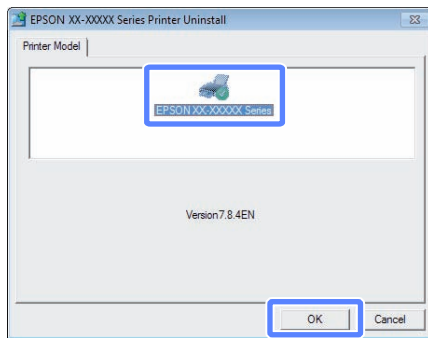 EPSON XX-XXXXX Series Printer Uninstall
Printer Model
EPSON XX-XXXXX Series
Version7.8.4EN
OK Cancel